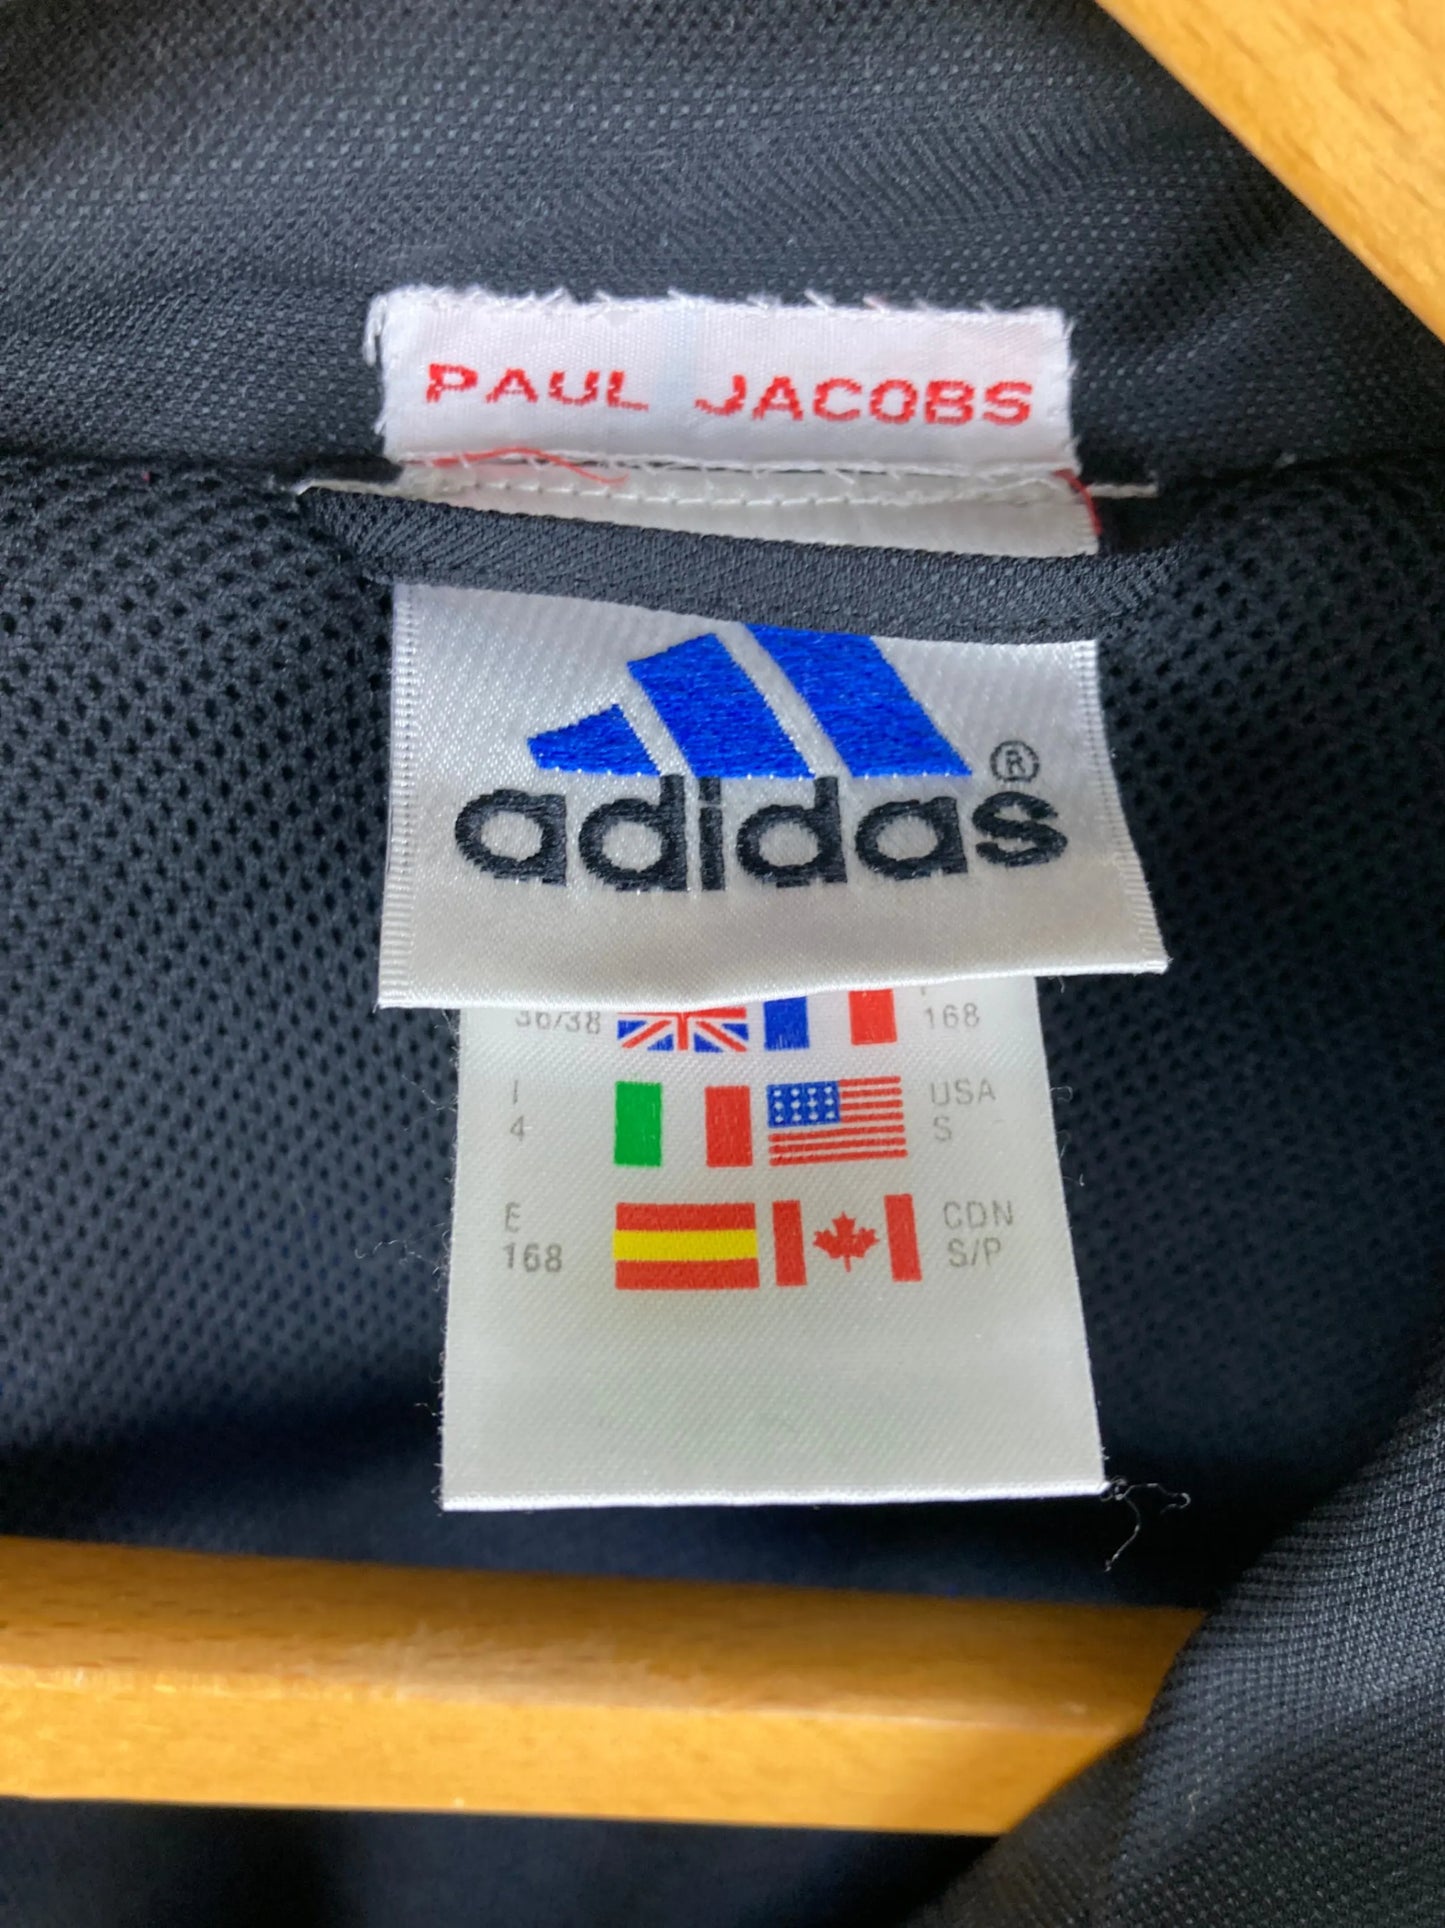 PAUL JACOBS
adidas ®
36/38 168
I USA
4 S
E CDN
168 S/P